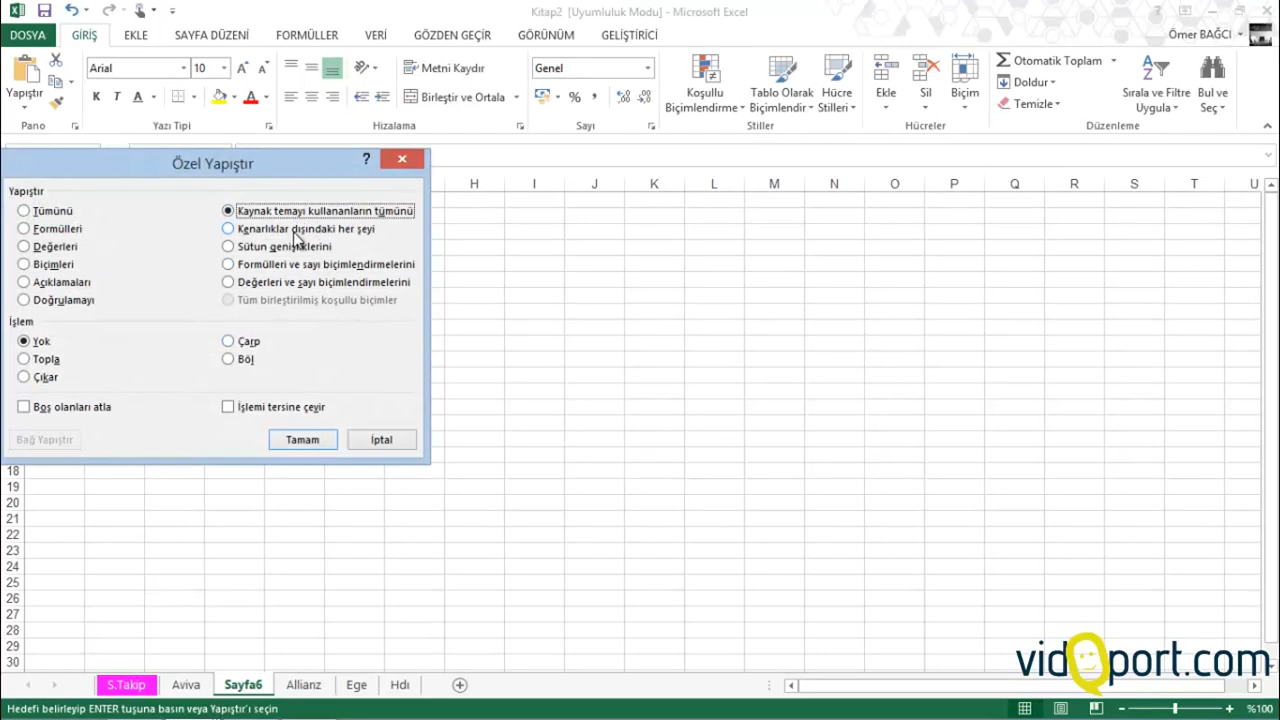 Kitap2 [Uyumluluk Modu] - Microsoft Excel
DOSYA GİRİŞ EKLE SAYFA DÜZENİ FORMÜLLER VERİ GÖZDEN GEÇİR GÖRÜNÜM GELİŞTİRİCİ Ömer BAĞCI
Arial 10 Metni Kaydır Genel Otomatik Toplam
Yapıştır K T A Birleştir ve Ortala % Koşullu Biçimlendirme Tablo Olarak Biçimlendir Hücre Stilleri Ekle Sil Biçim Doldur Temizle Sırala ve Filtre Uygula Bul ve Seç
Pano Yazı Tipi Hizalama Sayı Stiller Hücreler Düzenleme
Özel Yapıştır
H I J K L M N O P Q R S T U
Yapıştır
Tümünü Kaynak temayı kullananların tümünü
Formülleri Kenarlıklar dışındaki her şeyi
Değerleri Sütun genişliklerini
Biçimleri Formülleri ve sayı biçimlendirmelerini
Açıklamaları Değerleri ve sayı biçimlendirmelerini
Doğrulamayı Tüm birleştirilmiş koşullu biçimler
İşlem
Yok Çarp
Topla Böl
Çıkar
Boş olanları atla İşlemi tersine çevir
Bağ Yapıştır Tamam İptal
18
19
20
21
22
23
24
25
26
27
28
29
30
vidoport.com
S.Takip Aviva Sayfa6 Allianz Ege Hdı
Hedefi belirleyip ENTER tuşuna basın veya Yapıştır'ı seçin %100